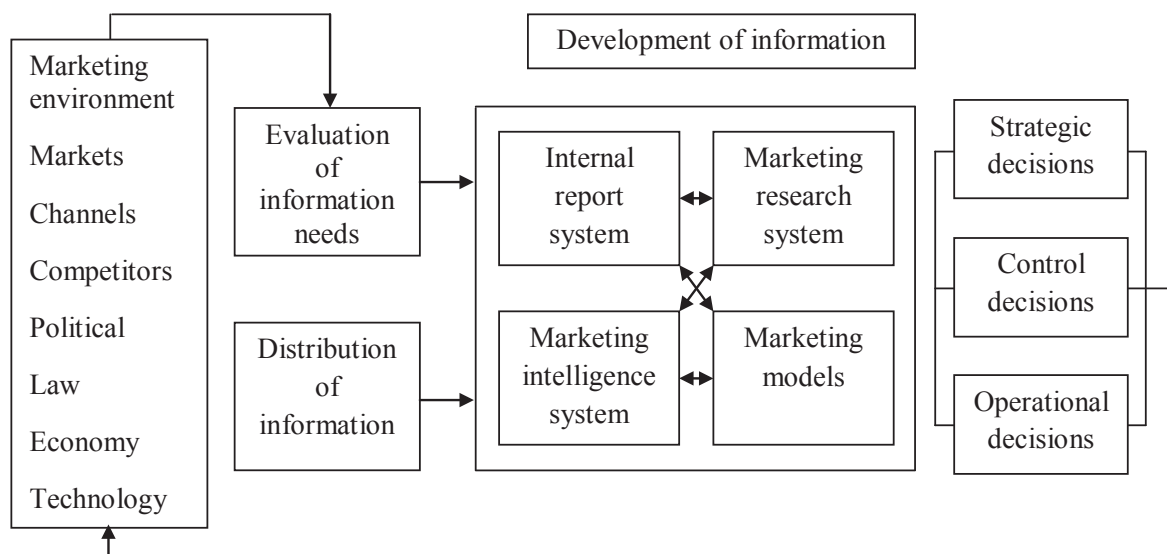 Marketing
environment
Markets
Channels
Competitors
Political
Law
Economy
Technology
Evaluation
of
information
needs
Distribution
of
information
Development of information
Internal
report
system
Marketing
research
system
Marketing
intelligence
system
Marketing
models
Strategic
decisions
Control
decisions
Operational
decisions